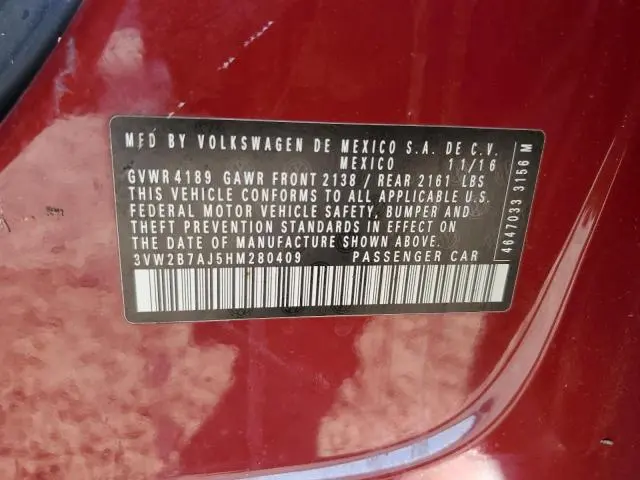 MFD BY VOLKSWAGEN DE MEXICO S.A. DE C.V.
MEXICO 11/16
GVWR 4189 GAWR FRONT 2138 / REAR 2161 LBS
THIS VEHICLE CONFORMS TO ALL APPLICABLE U.S.
FEDERAL MOTOR VEHICLE SAFETY, BUMPER AND
THEFT PREVENTION STANDARDS IN EFFECT ON
THE DATE OF MANUFACTURE SHOWN ABOVE.
3VW2B7AJ5HM280409 PASSENGER CAR
4647033 3156 M